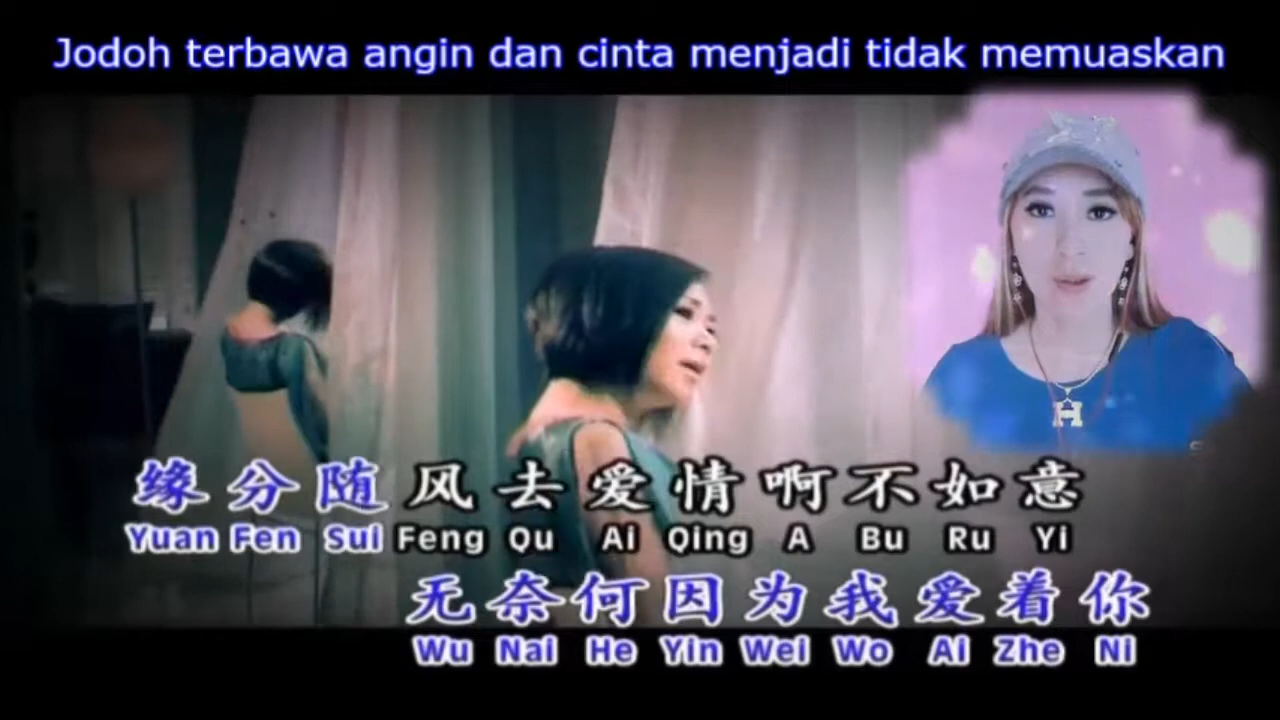 Jodoh terbawa angin dan cinta menjadi tidak memuaskan
H
缘分随风去爱情啊不如意
Yuan Fen Sui Feng Qu Ai Qing A Bu Ru Yi
无奈何因为我爱着你
Wu Nai He Yin Wei Wo Ai Zhe Ni